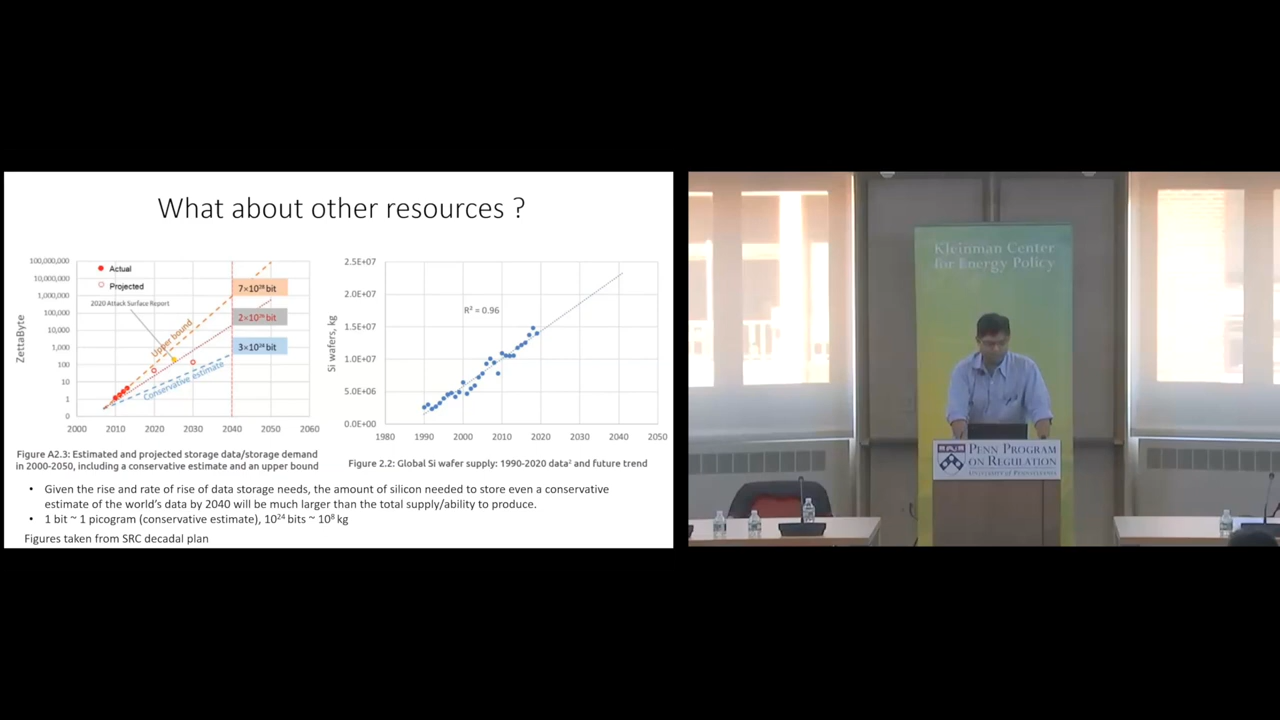 What about other resources ?
100,000,000
10,000,000
1,000,000
100,000
10,000
1,000
100
10
1
0
ZettaByte
Actual
Projected
2020 Attack Surface Report
Upper bound
Conservative estimate
7×10²⁸ bit
3×10²⁴ bit
2000 2010 2020 2030 2040 2050 2060
Figure A2.3: Estimated and projected storage data/storage demand
in 2000-2050, including a conservative estimate and an upper bound
2.5E+07
2.0E+07
1.5E+07
1.0E+07
5.0E+06
0.0E+00
Si wafers, kg
R² = 0.96
1980 1990 2000 2010 2020 2030 2040 2050
Figure 2.2: Global Si wafer supply: 1990-2020 data² and future trend
• Given the rise and rate of rise of data storage needs, the amount of silicon needed to store even a conservative
estimate of the world's data by 2040 will be much larger than the total supply/ability to produce.
• 1 bit ~ 1 picogram (conservative estimate), 10²⁴ bits ~ 10⁸ kg
Figures taken from SRC decadal plan
Kleinman Center
for Energy Policy
PENN PROGRAM
ON REGULATION
UNIVERSITY of PENNSYLVANIA